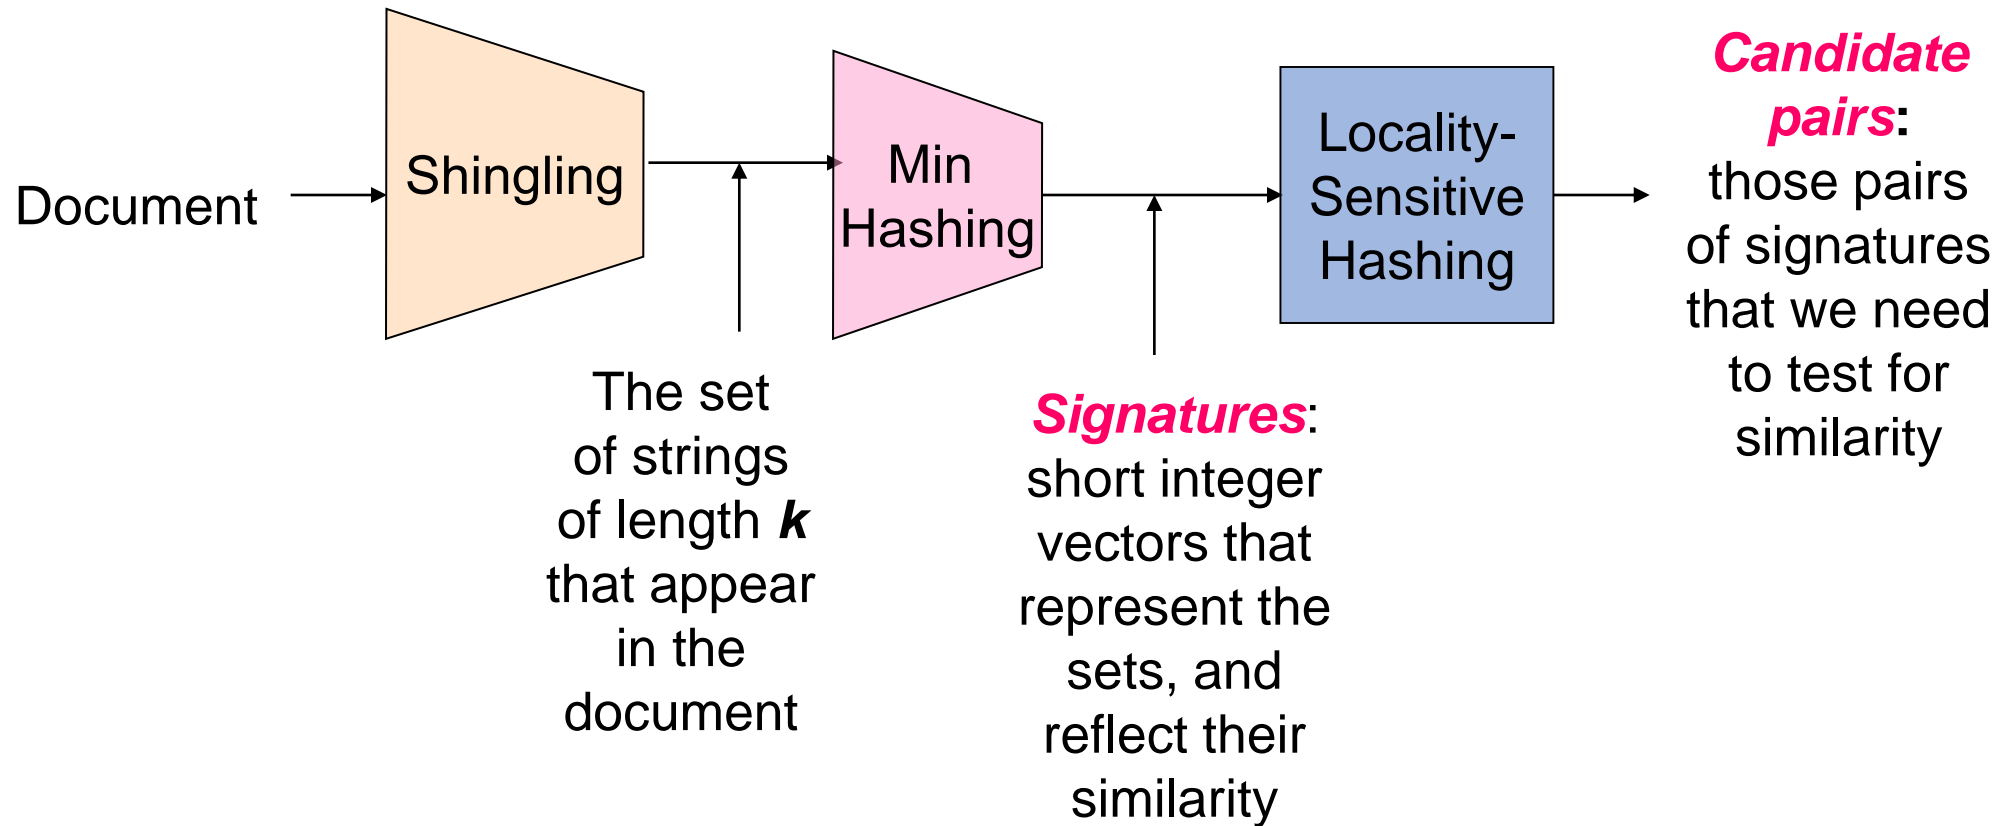 Document
Shingling
The set
of strings
of length k
that appear
in the
document
Min
Hashing
Signatures:
short integer
vectors that
represent the
sets, and
reflect their
similarity
Locality-
Sensitive
Hashing
Candidate
pairs:
those pairs
of signatures
that we need
to test for
similarity